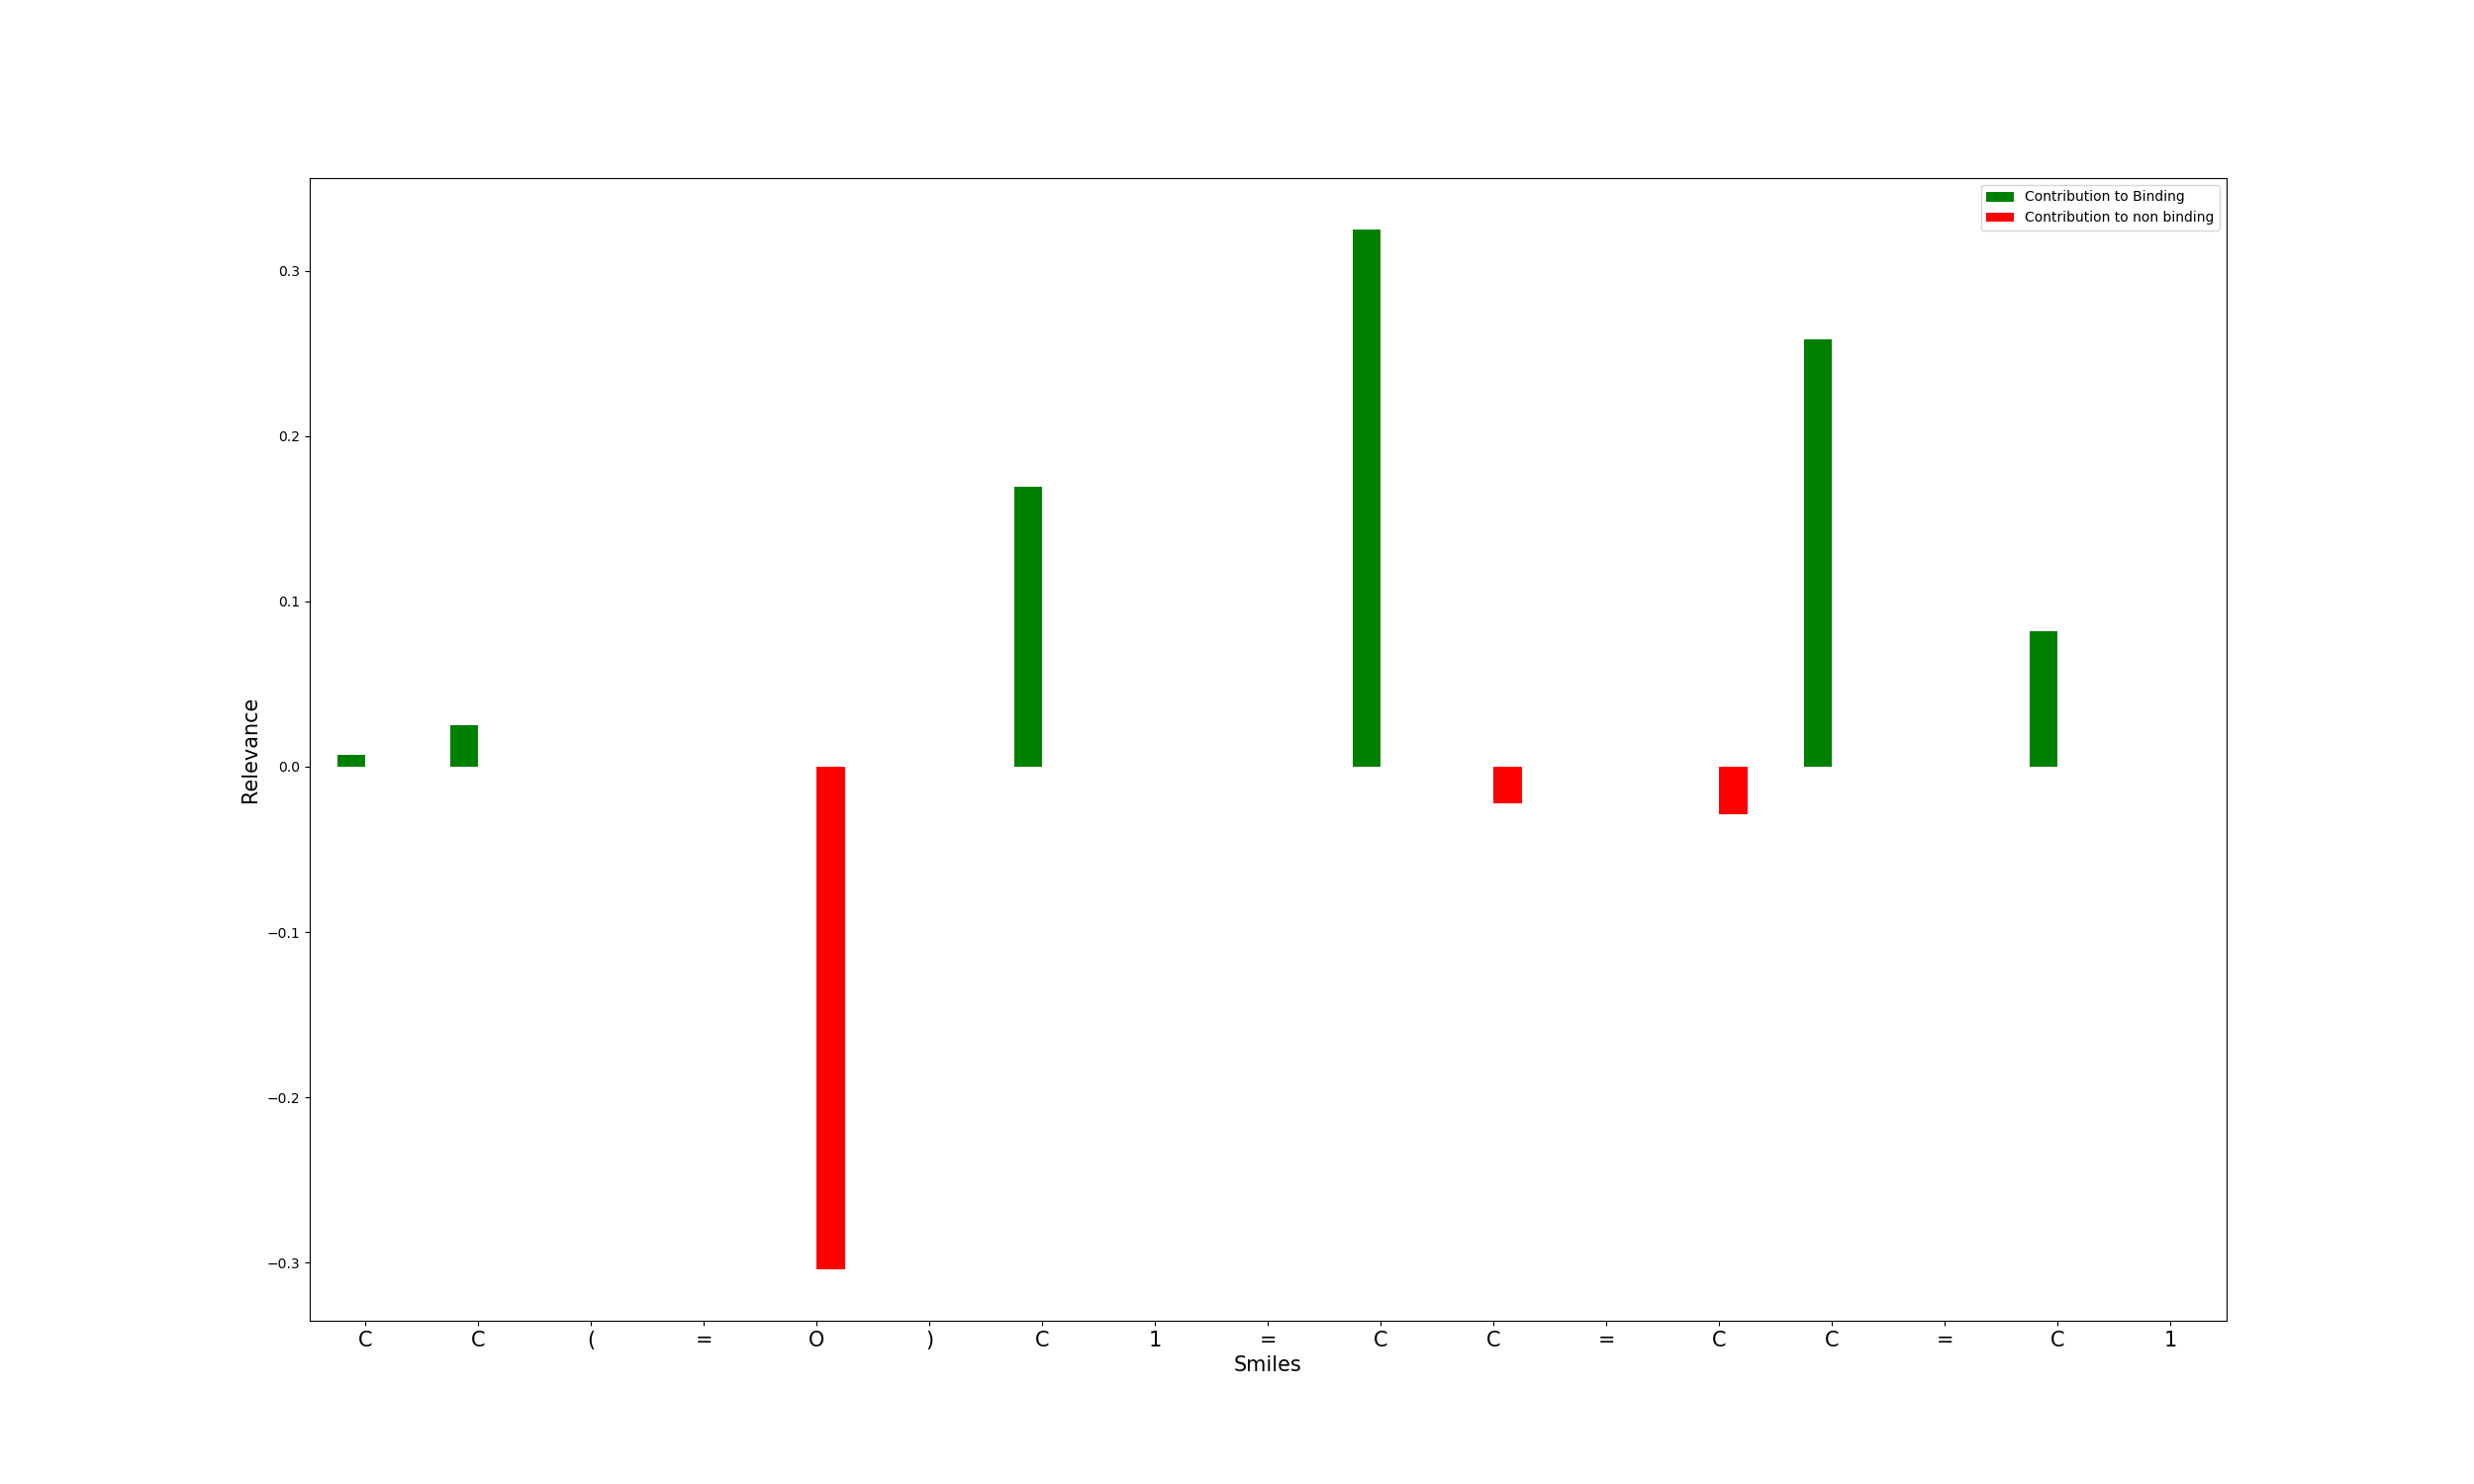 Contribution to Binding
Contribution to non binding
0.3
0.2
0.1
0.0
−0.1
−0.2
−0.3
Relevance
C C ( = O ) C 1 = C C = C C = C 1
Smiles